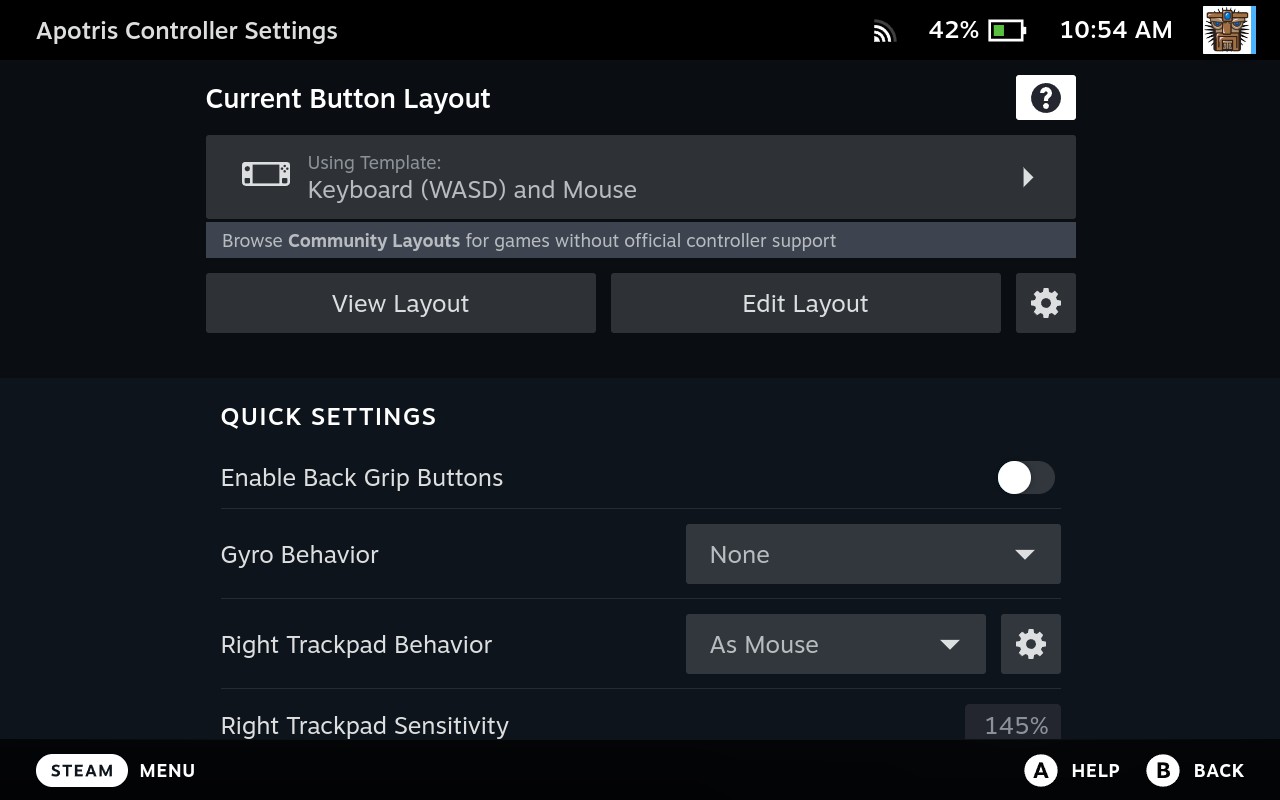 Apotris Controller Settings
42%
10:54 AM
Current Button Layout
?
Using Template:
Keyboard (WASD) and Mouse
Browse Community Layouts for games without official controller support
View Layout
Edit Layout
QUICK SETTINGS
Enable Back Grip Buttons
Gyro Behavior
None
Right Trackpad Behavior
As Mouse
Right Trackpad Sensitivity
145%
STEAM MENU
A HELP
B BACK